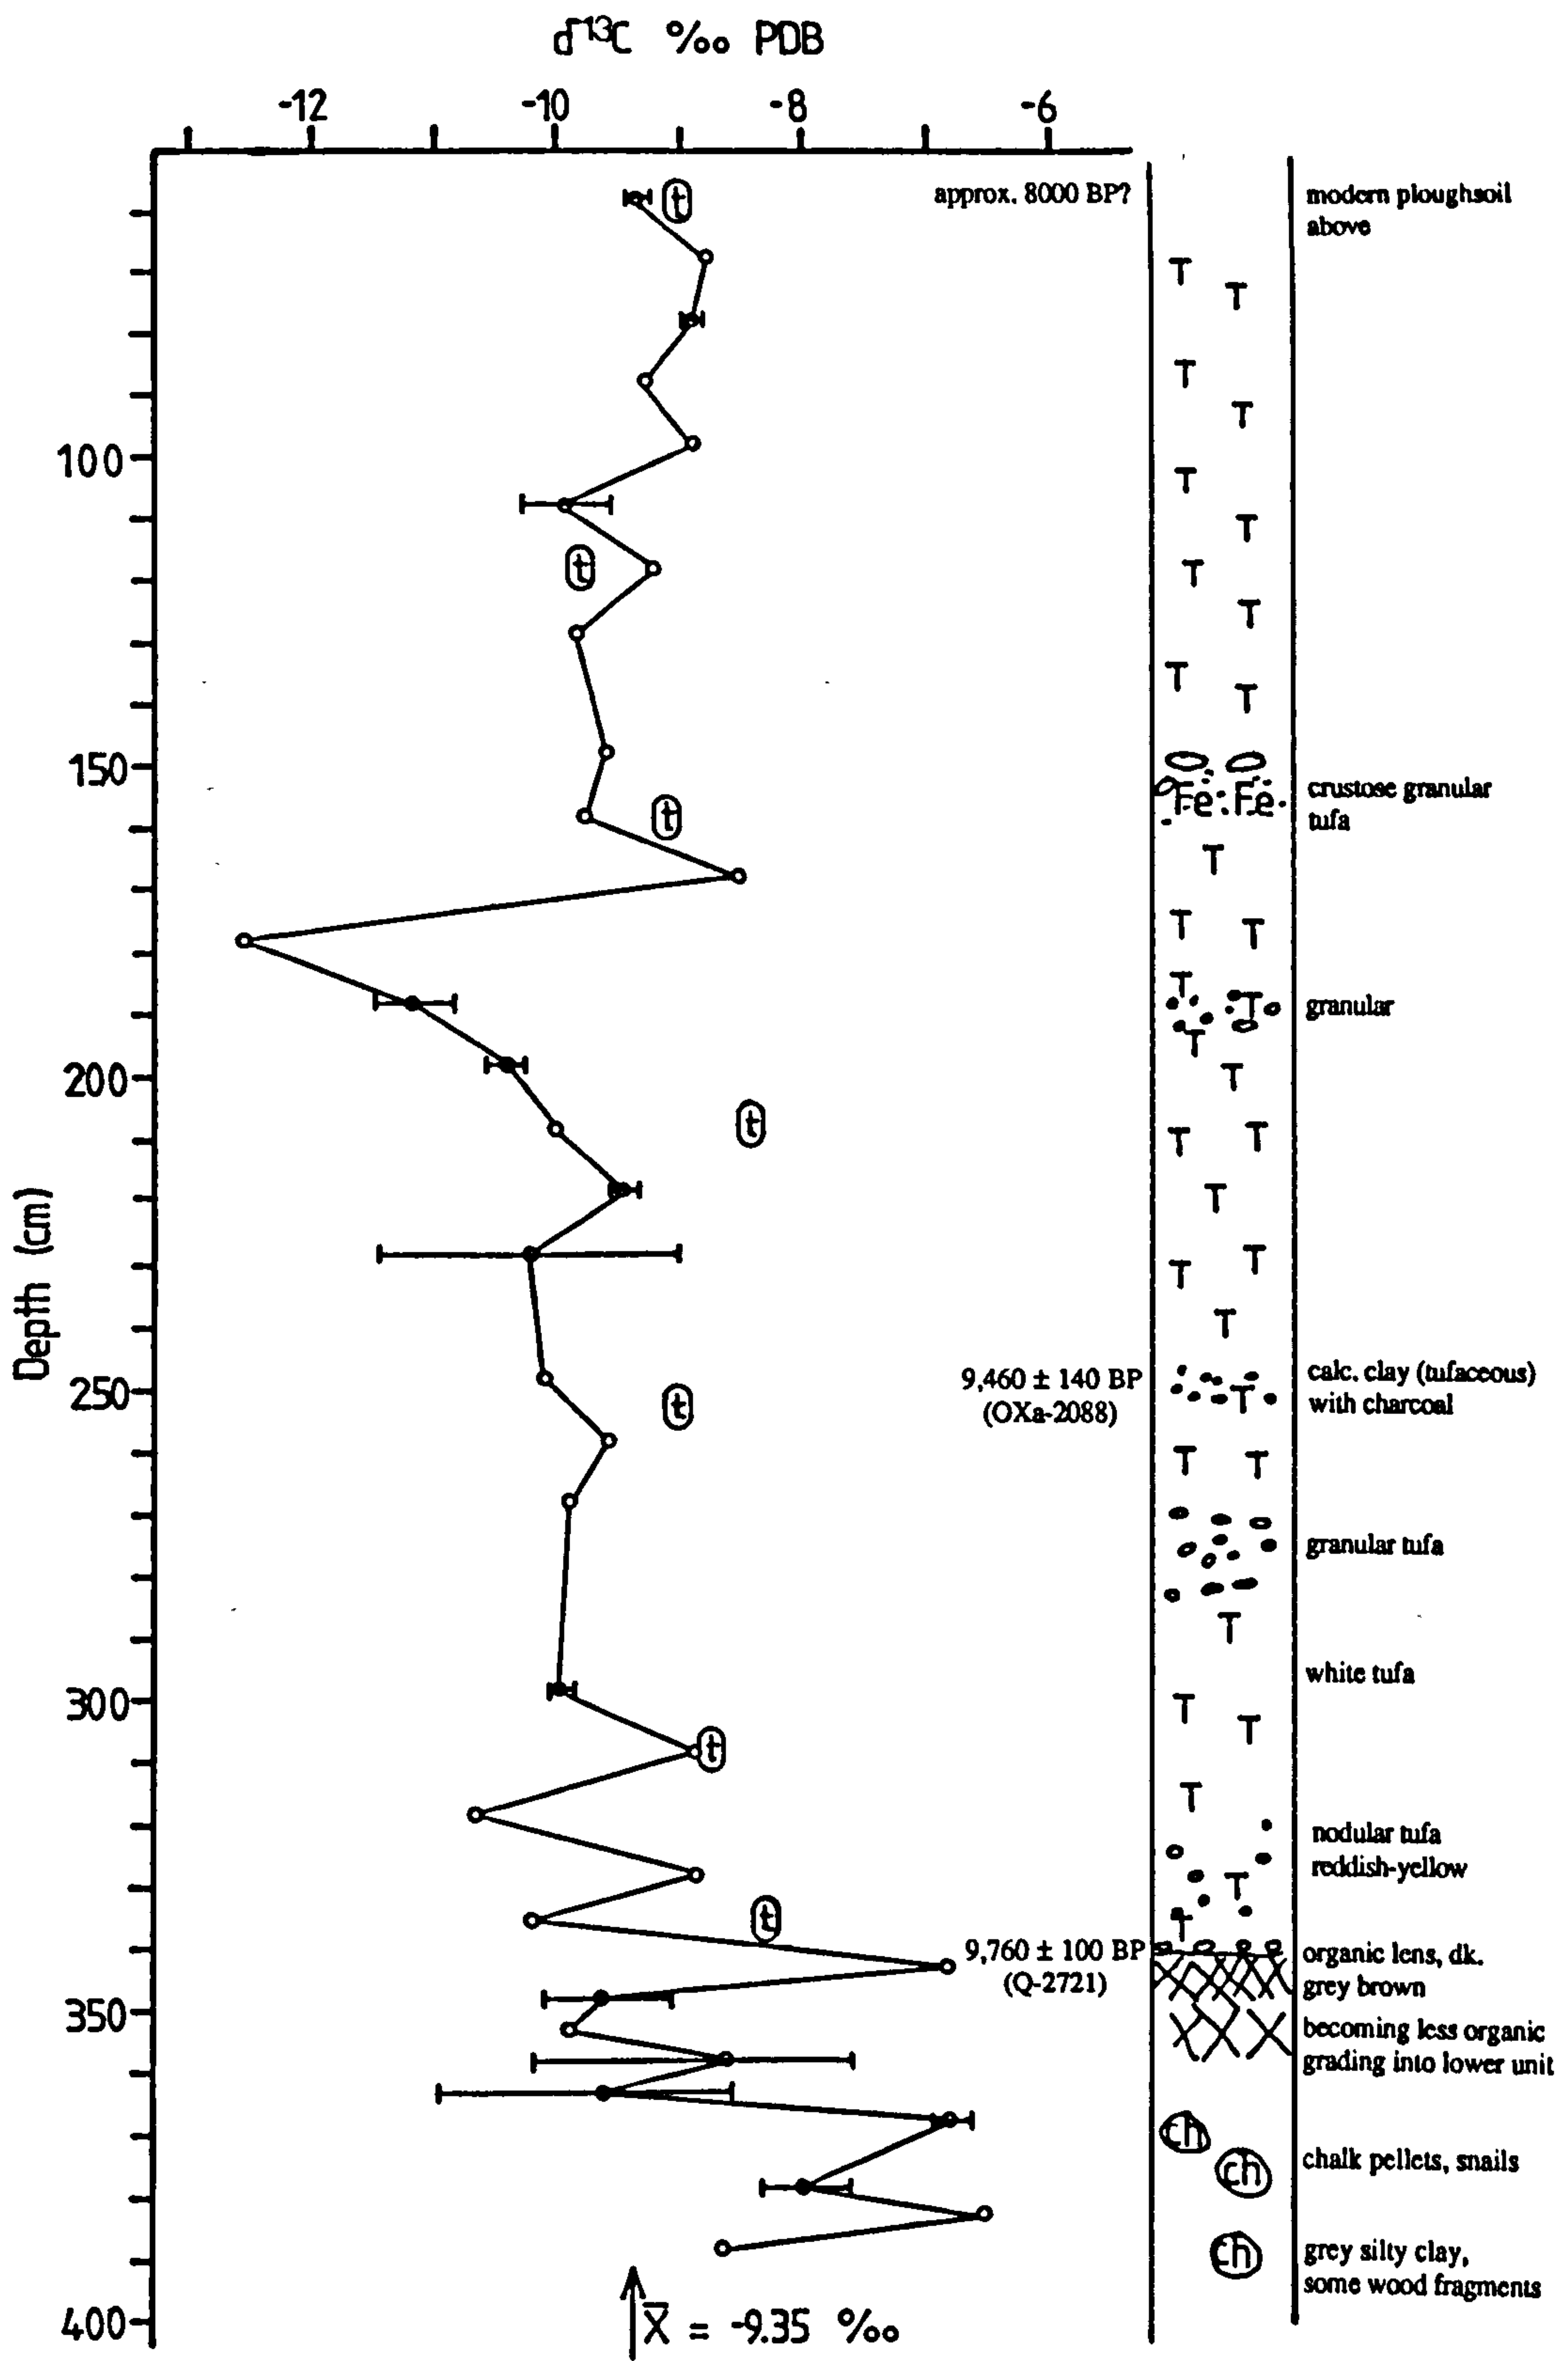 d13C ‰ PDB
-12 -10 -8 -6
t
approx. 8000 BP?
modern ploughsoil
above
T
T
T
T
100
T
T
t
T
T
T
T
150
t
Fe Fe
crustose granular
tufa
T
T
T
T
T
granular
T
200
T
t
T
T
T
Depth (cm)
T
T
T
250
t
9,460 ± 140 BP
(OXa-2088)
T
calc. clay (tufaceous)
with charcoal
T
T
granular tufa
T
white tufa
300
T
T
t
T
nodular tufa
reddish-yellow
T
t
T
9,760 ± 100 BP
(Q-2721)
organic lens, dk.
grey brown
350
becoming less organic
grading into lower unit
ch
ch
chalk pellets, snails
ch
grey silty clay,
some wood fragments
400
X̅ = -9.35 ‰